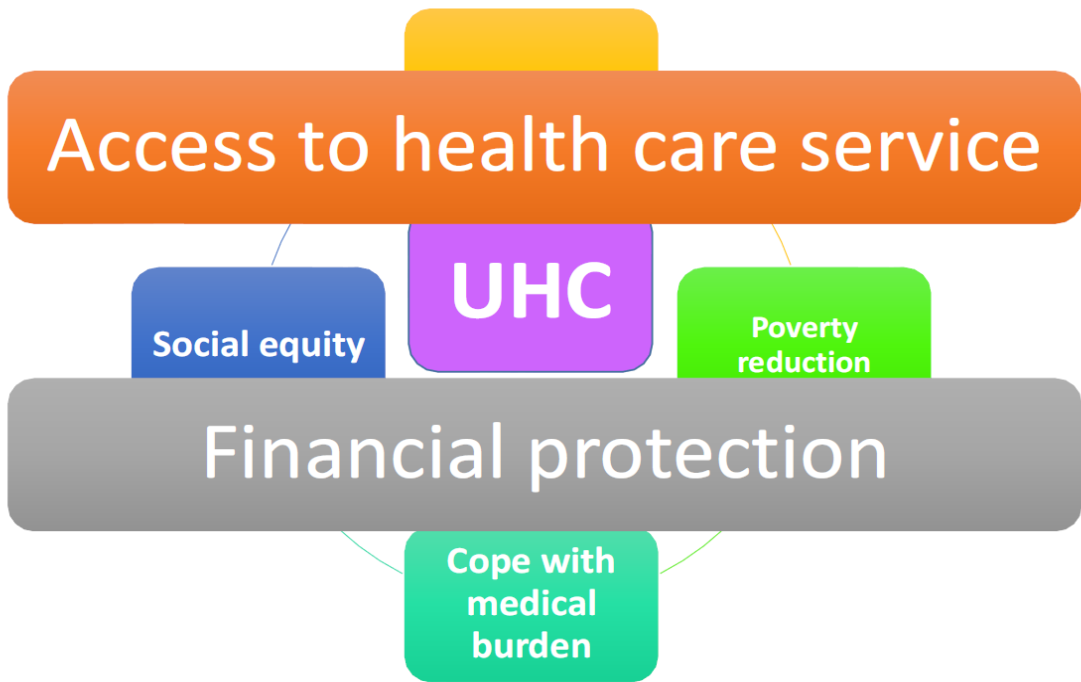 Access to health care service
UHC
Social equity
Poverty
reduction
Financial protection
Cope with
medical
burden